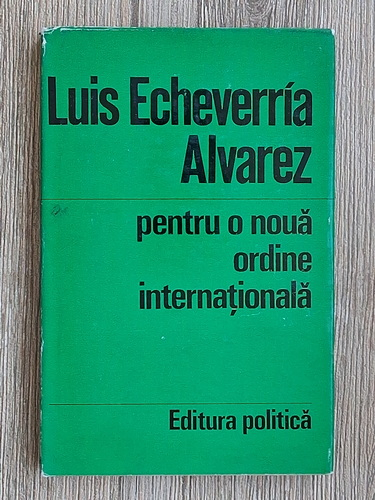 Luis Echeverría
Alvarez
pentru o nouă
ordine
internațională
Editura politică